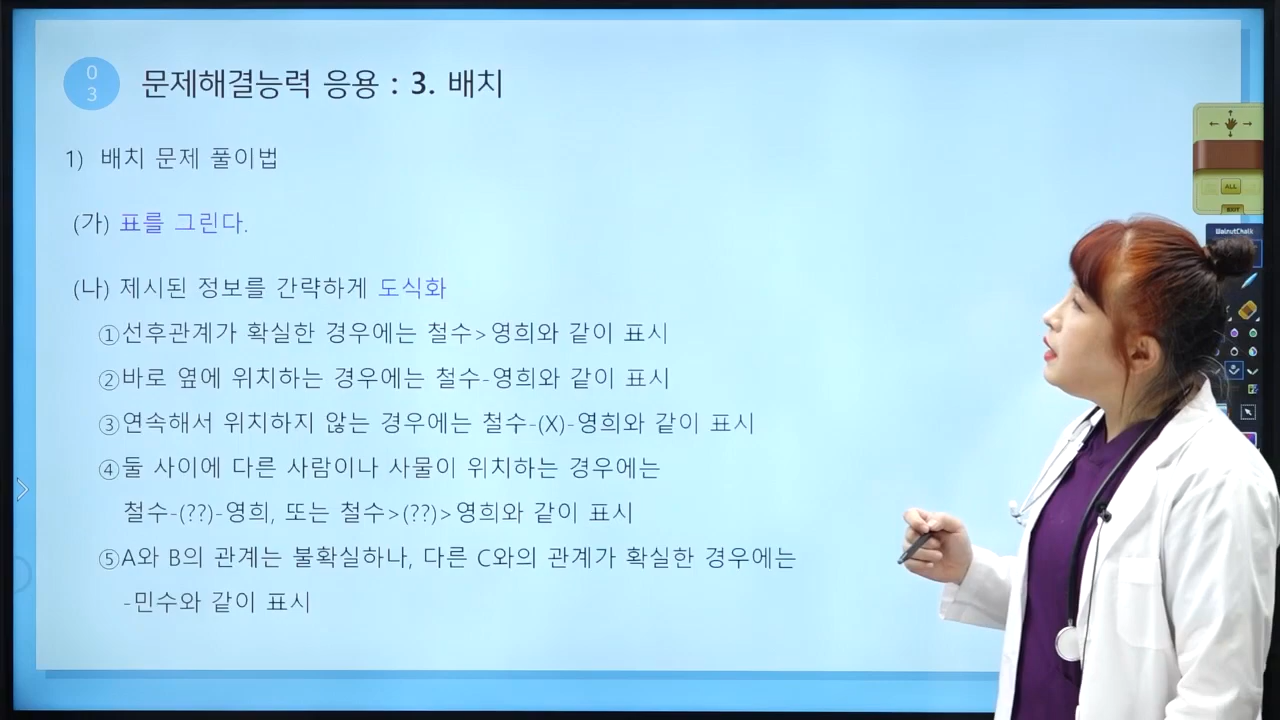 0
3
문제해결능력 응용 : 3. 배치
1) 배치 문제 풀이법
(가) 표를 그린다.
(나) 제시된 정보를 간략하게 도식화
①선후관계가 확실한 경우에는 철수>영희와 같이 표시
②바로 옆에 위치하는 경우에는 철수-영희와 같이 표시
③연속해서 위치하지 않는 경우에는 철수-(X)-영희와 같이 표시
④둘 사이에 다른 사람이나 사물이 위치하는 경우에는
철수-(??)-영희, 또는 철수>(??)>영희와 같이 표시
⑤A와 B의 관계는 불확실하나, 다른 C와의 관계가 확실한 경우에는
-민수와 같이 표시
ALL
EXIT
WalnutChalk